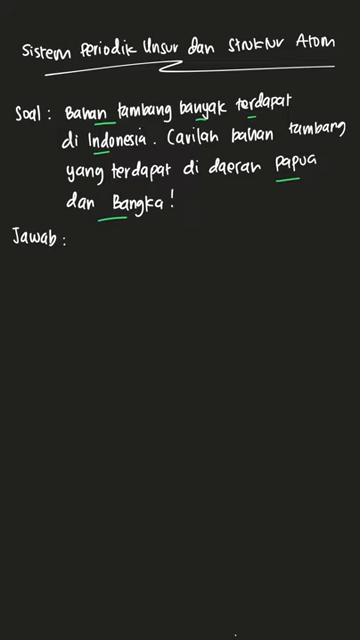 Sistem Periodik Unsur dan Struktur Atom
Soal : Bahan tambang banyak terdapat
di Indonesia. Carilah bahan tambang
yang terdapat di daerah Papua
dan Bangka!
Jawab :